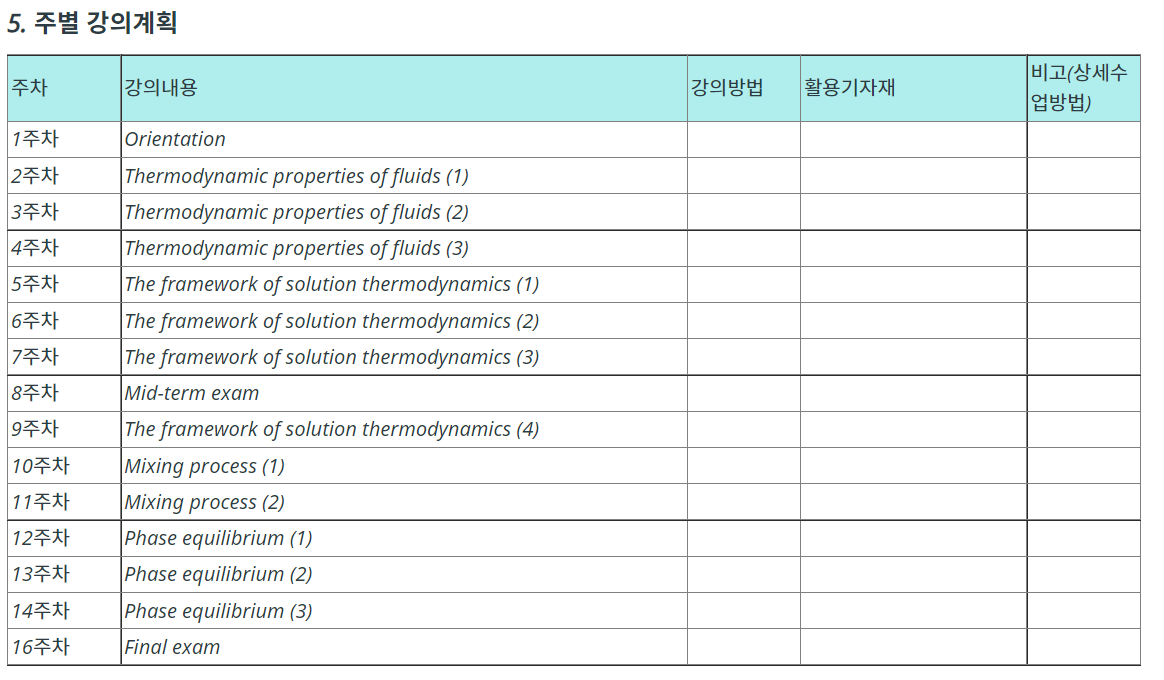 5. 주별 강의계획
주차 강의내용 강의방법 활용기자재 비고(상세수
업방법)
1주차 Orientation
2주차 Thermodynamic properties of fluids (1)
3주차 Thermodynamic properties of fluids (2)
4주차 Thermodynamic properties of fluids (3)
5주차 The framework of solution thermodynamics (1)
6주차 The framework of solution thermodynamics (2)
7주차 The framework of solution thermodynamics (3)
8주차 Mid-term exam
9주차 The framework of solution thermodynamics (4)
10주차 Mixing process (1)
11주차 Mixing process (2)
12주차 Phase equilibrium (1)
13주차 Phase equilibrium (2)
14주차 Phase equilibrium (3)
16주차 Final exam